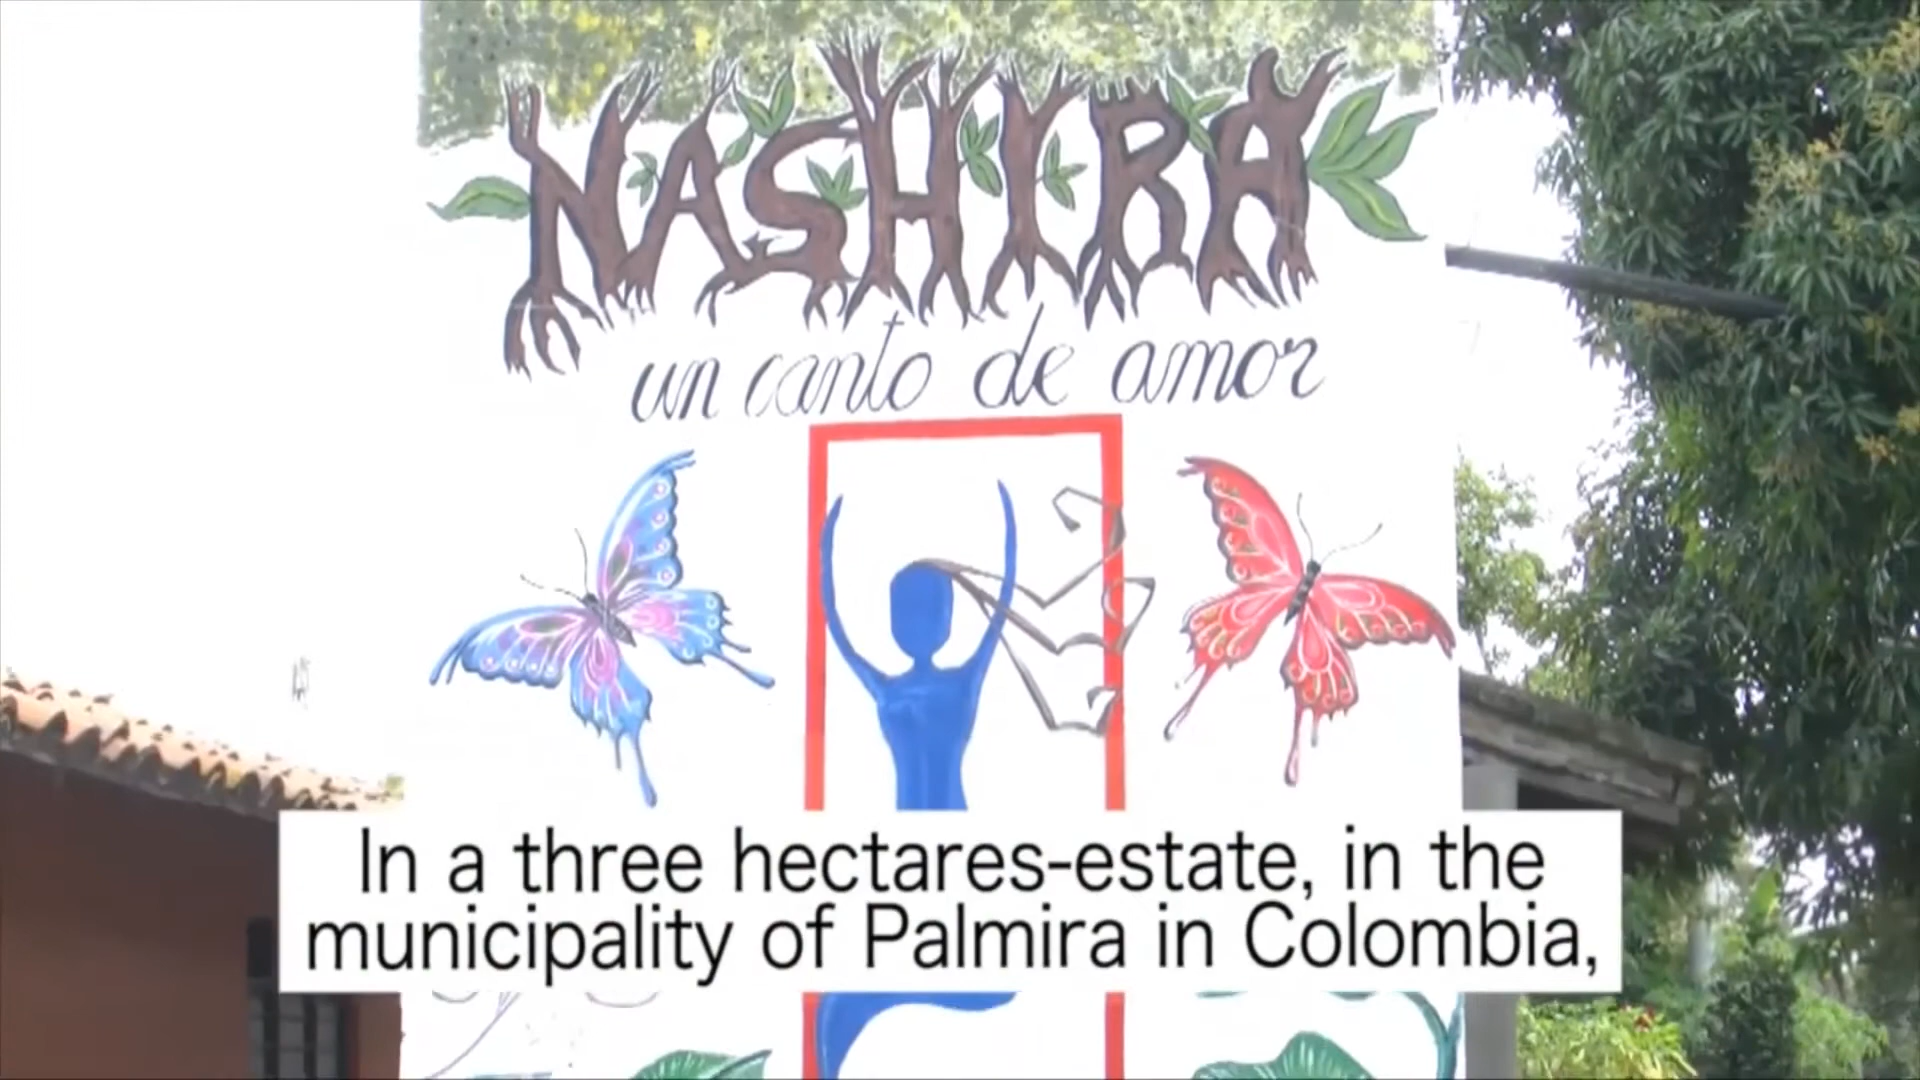 NASHIRA
un canto de amor
In a three hectares-estate, in the
municipality of Palmira in Colombia,